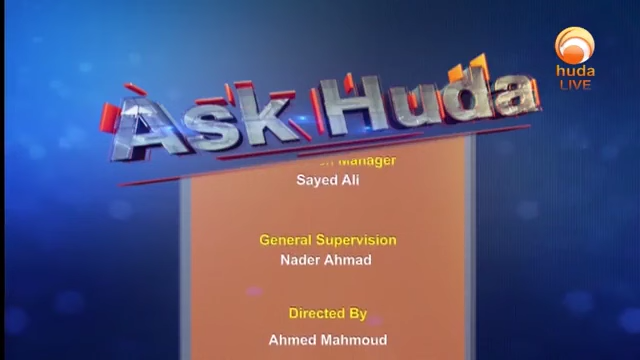 huda
LIVE
Ask Huda
Manager
Sayed Ali
General Supervision
Nader Ahmad
Directed By
Ahmed Mahmoud